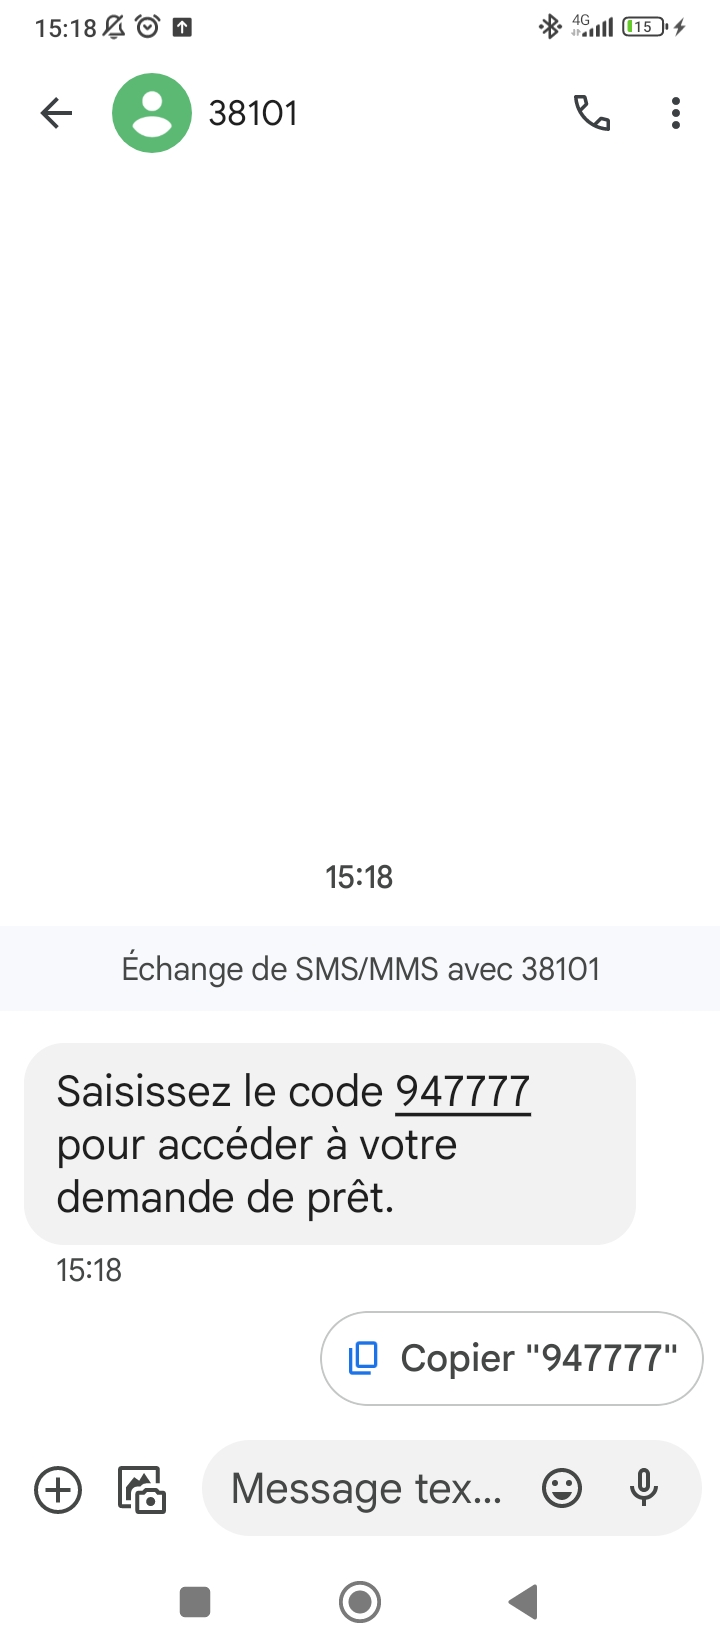 15:18
4G
15
38101
15:18
Échange de SMS/MMS avec 38101
Saisissez le code 947777
pour accéder à votre
demande de prêt.
15:18
Copier "947777"
Message tex...